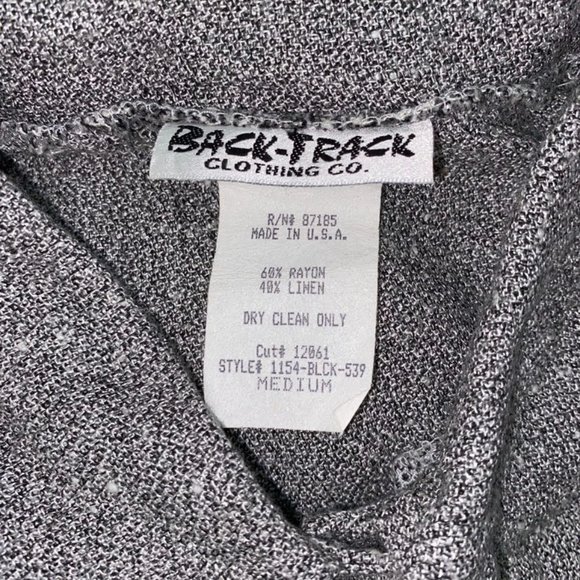 BACK-TRACK
CLOTHING CO.
R/N# 87185
MADE IN U.S.A.
60% RAYON
40% LINEN
DRY CLEAN ONLY
Cut# 12061
STYLE# 1154-BLCK-539
MEDIUM